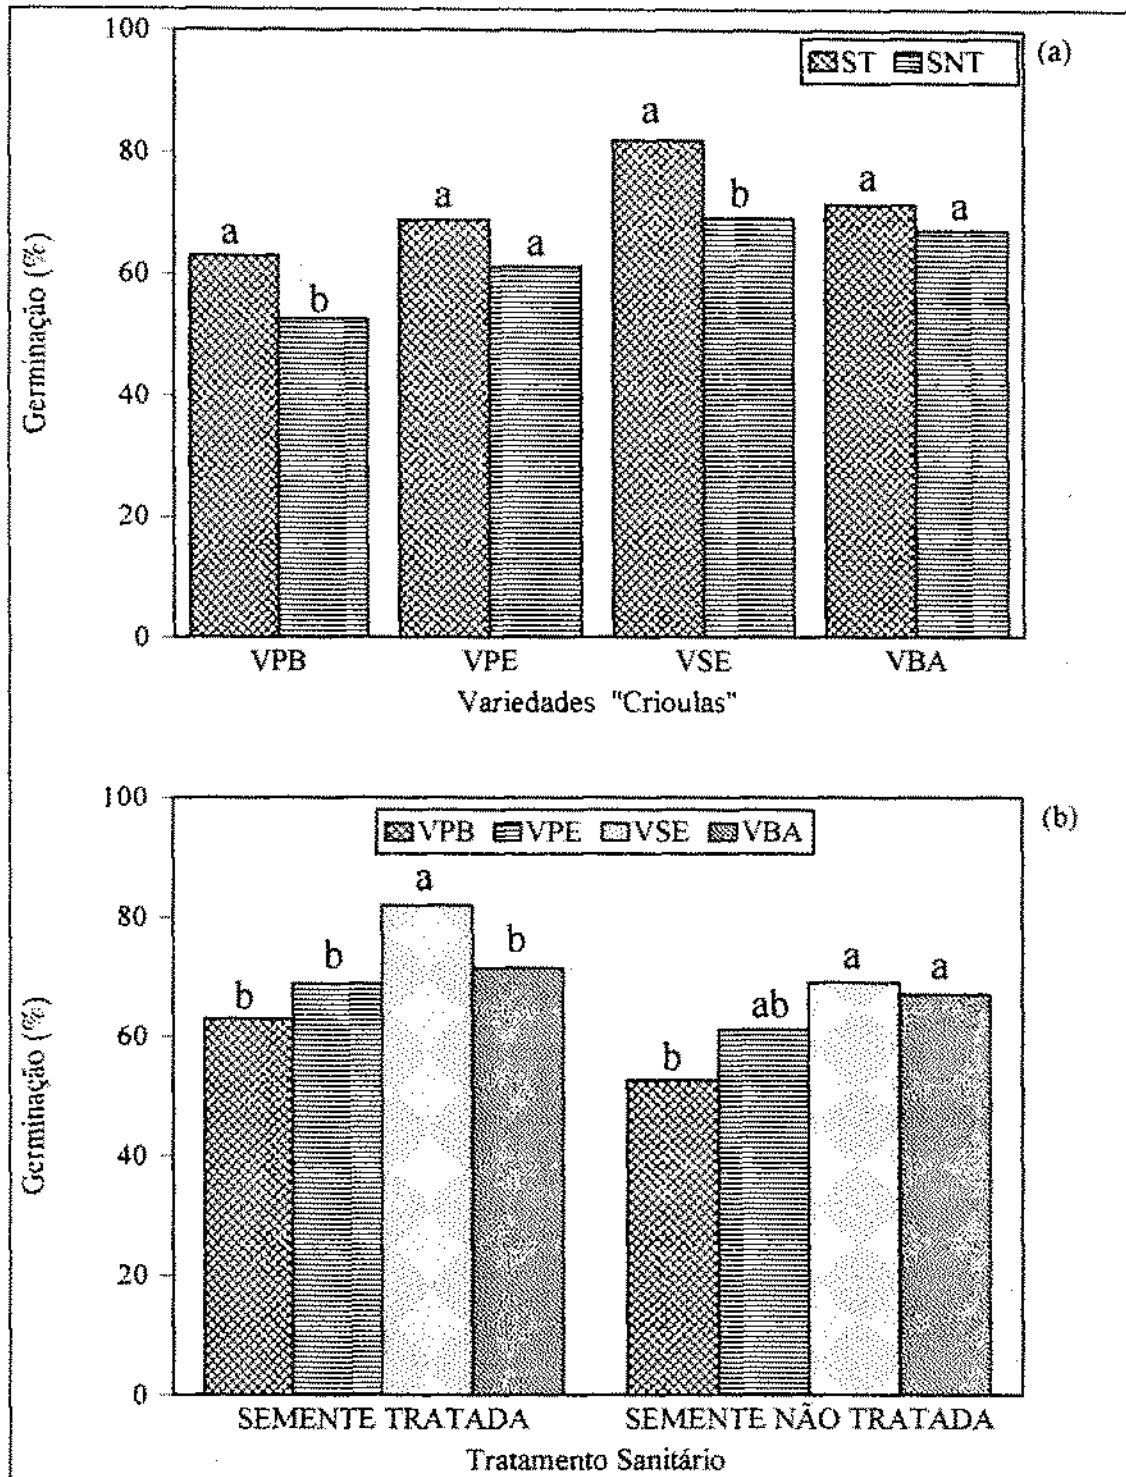 100
ST SNT
(a)
a
80
a
a
b
a
a
a
60
b
40
20
0
Germinação (%)
VPB VPE VSE VBA
Variedades "Crioulas"
100
VPB VPE VSE VBA
(b)
a
80
b
b
a
a
b
ab
60
b
40
20
0
Germinação (%)
SEMENTE TRATADA SEMENTE NÃO TRATADA
Tratamento Sanitário